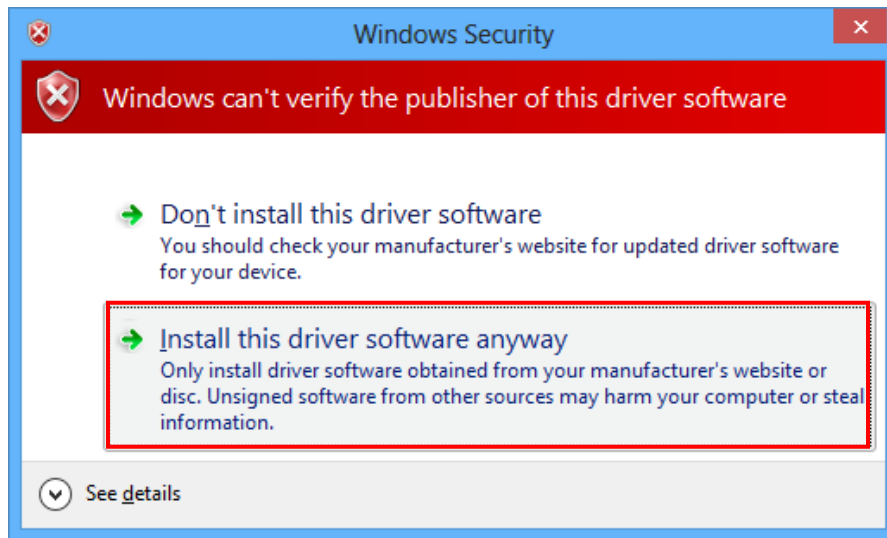 Windows Security
Windows can't verify the publisher of this driver software
Don't install this driver software
You should check your manufacturer's website for updated driver software
for your device.
Install this driver software anyway
Only install driver software obtained from your manufacturer's website or
disc. Unsigned software from other sources may harm your computer or steal
information.
See details